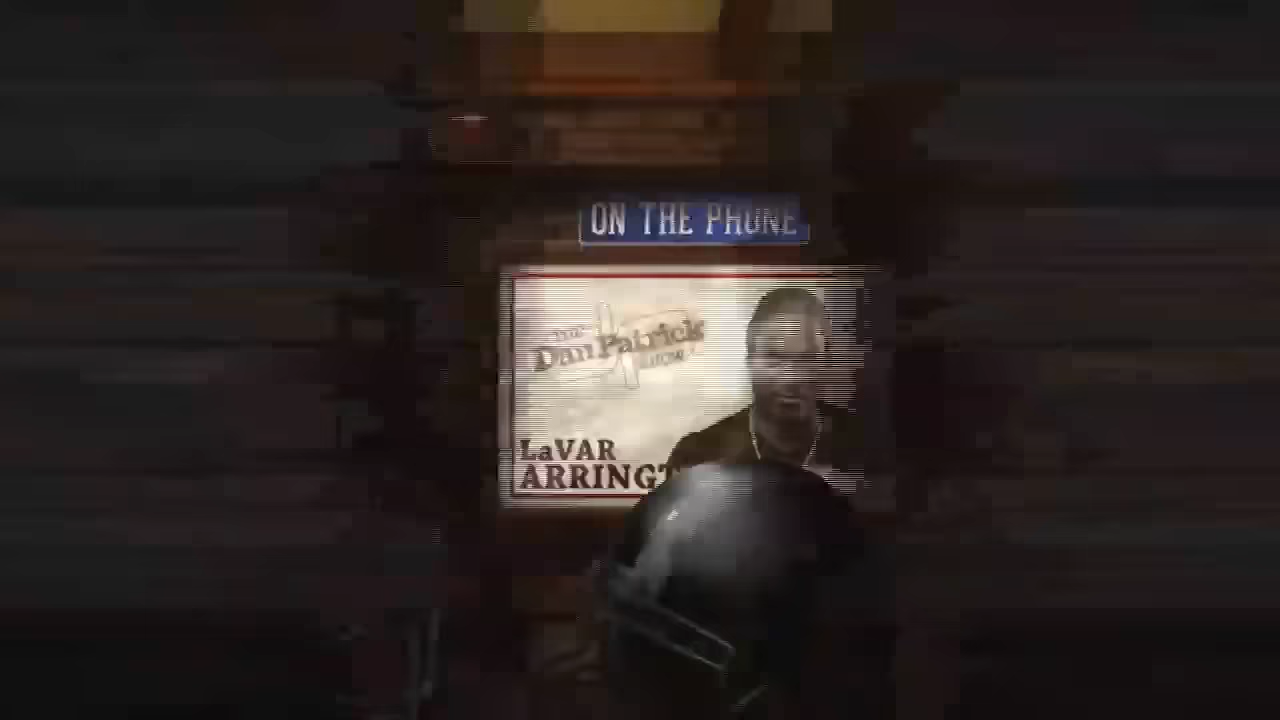 ON THE PHONE
THE
Dan Patrick
SHOW
LaVAR
ARRINGT